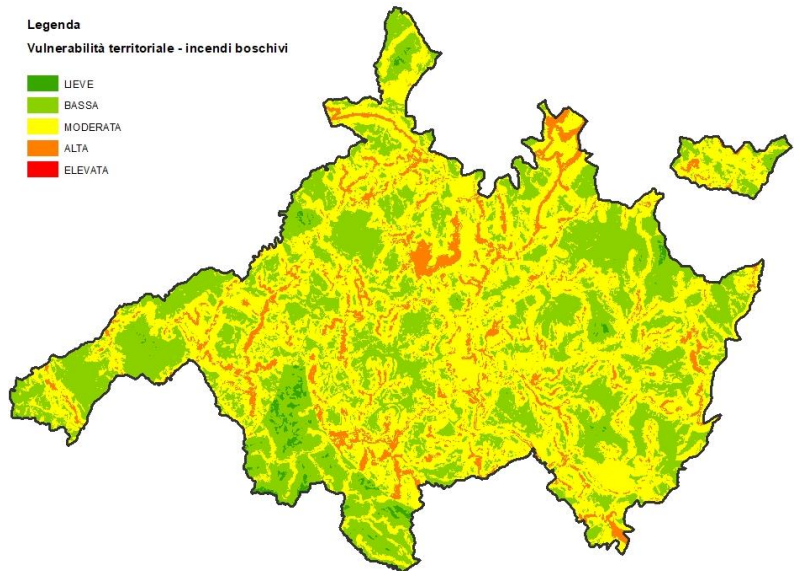 Legenda
Vulnerabilità territoriale - incendi boschivi
LIEVE
BASSA
MODERATA
ALTA
ELEVATA